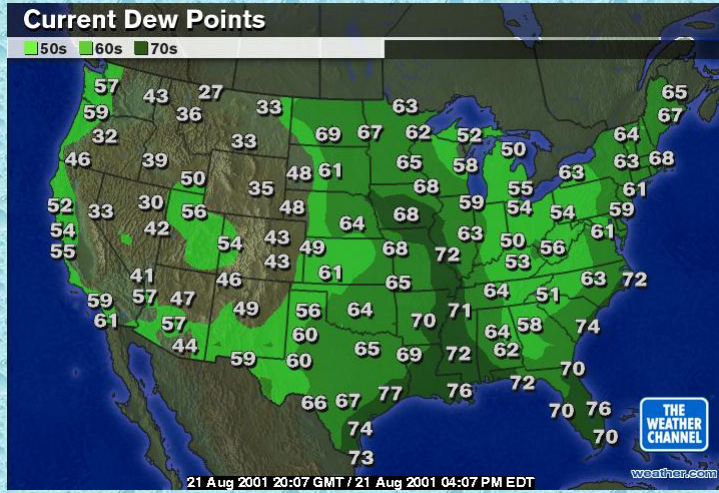 Current Dew Points
50s 60s 70s
57 43 27 33 63 65
59 36 67
32 33 69 67 62 52 64
46 39 50 48 61 65 58 50 63 63 68
35 68 55 61
52 33 30 56 48 64 68 59 54 54 59
54 42 54 43 49 68 72 63 50 56 61
55 43 61 53
41 46 65 63 72
59 57 47 49 56 64 70 71 64 51
61 57 60 64 58 74
44 59 60 65 69 72 62
66 67 77 76 72 70
74 70 76
73 70
THE
WEATHER
CHANNEL
weather.com
21 Aug 2001 20:07 GMT / 21 Aug 2001 04:07 PM EDT